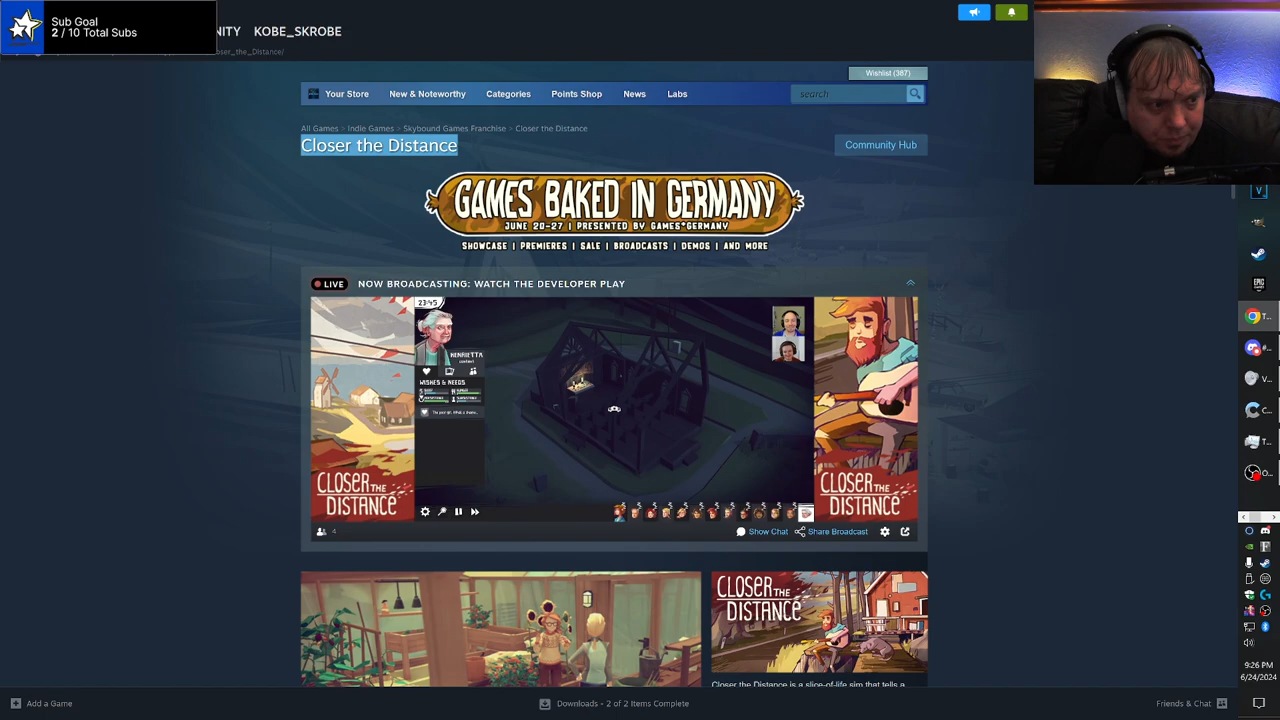 Sub Goal
2 / 10 Total Subs
NITY KOBE_SKROBE
loser_the_Distance/
Wishlist (387)
Your Store New & Noteworthy Categories Points Shop News Labs search
All Games > Indie Games > Skybound Games Franchise > Closer the Distance
Closer the Distance Community Hub
GAMES BAKED IN GERMANY
JUNE 20-27 | PRESENTED BY GAMES GERMANY
SHOWCASE | PREMIERES | SALE | BROADCASTS | DEMOS | AND MORE
LIVE NOW BROADCASTING: WATCH THE DEVELOPER PLAY
23:45
HENRIETTA
content
WISHES & NEEDS
CLOSER THE
DISTANCE
CLOSER THE
DISTANCE
4 Show Chat Share Broadcast
CLOSER THE
DISTANCE
Closer the Distance is a slice-of-life sim that tells a
9:26 PM
6/24/2024
Add a Game Downloads - 2 of 2 Items Complete Friends & Chat